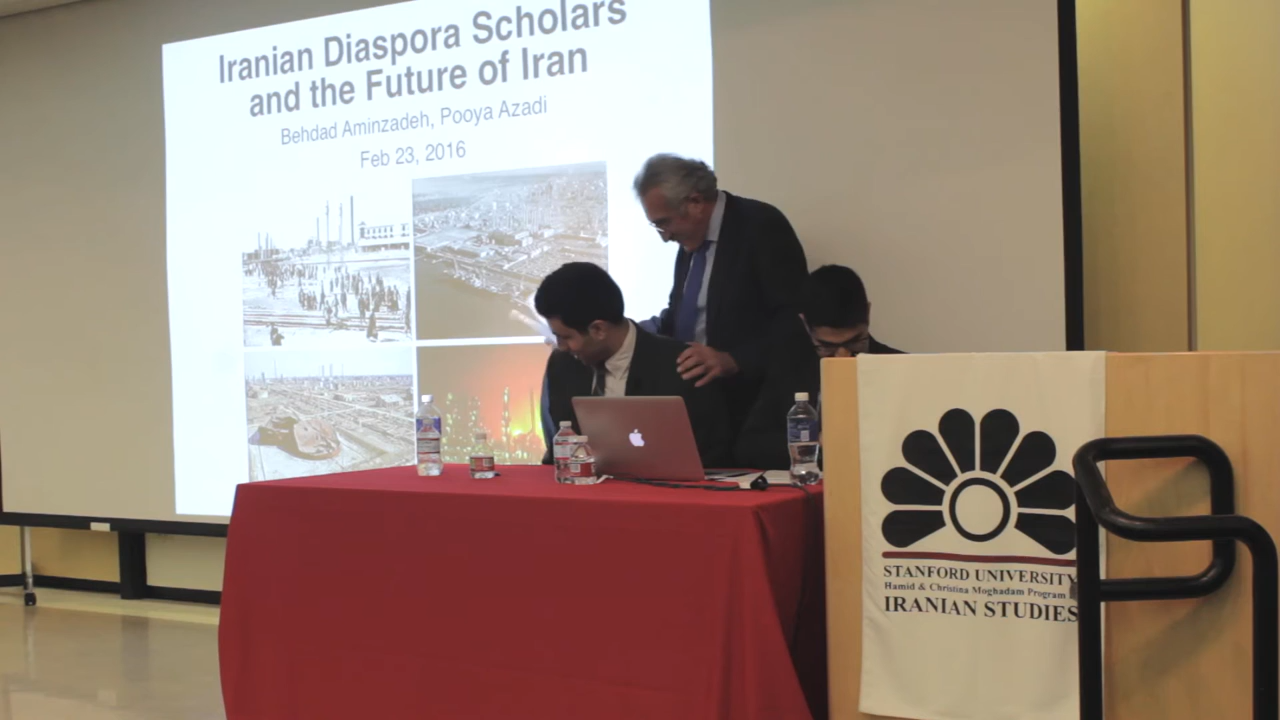 Iranian Diaspora Scholars
and the Future of Iran
Behdad Aminzadeh, Pooya Azadi
Feb 23, 2016
STANFORD UNIVERSITY
Hamid & Christina Moghadam Program
IRANIAN STUDIES